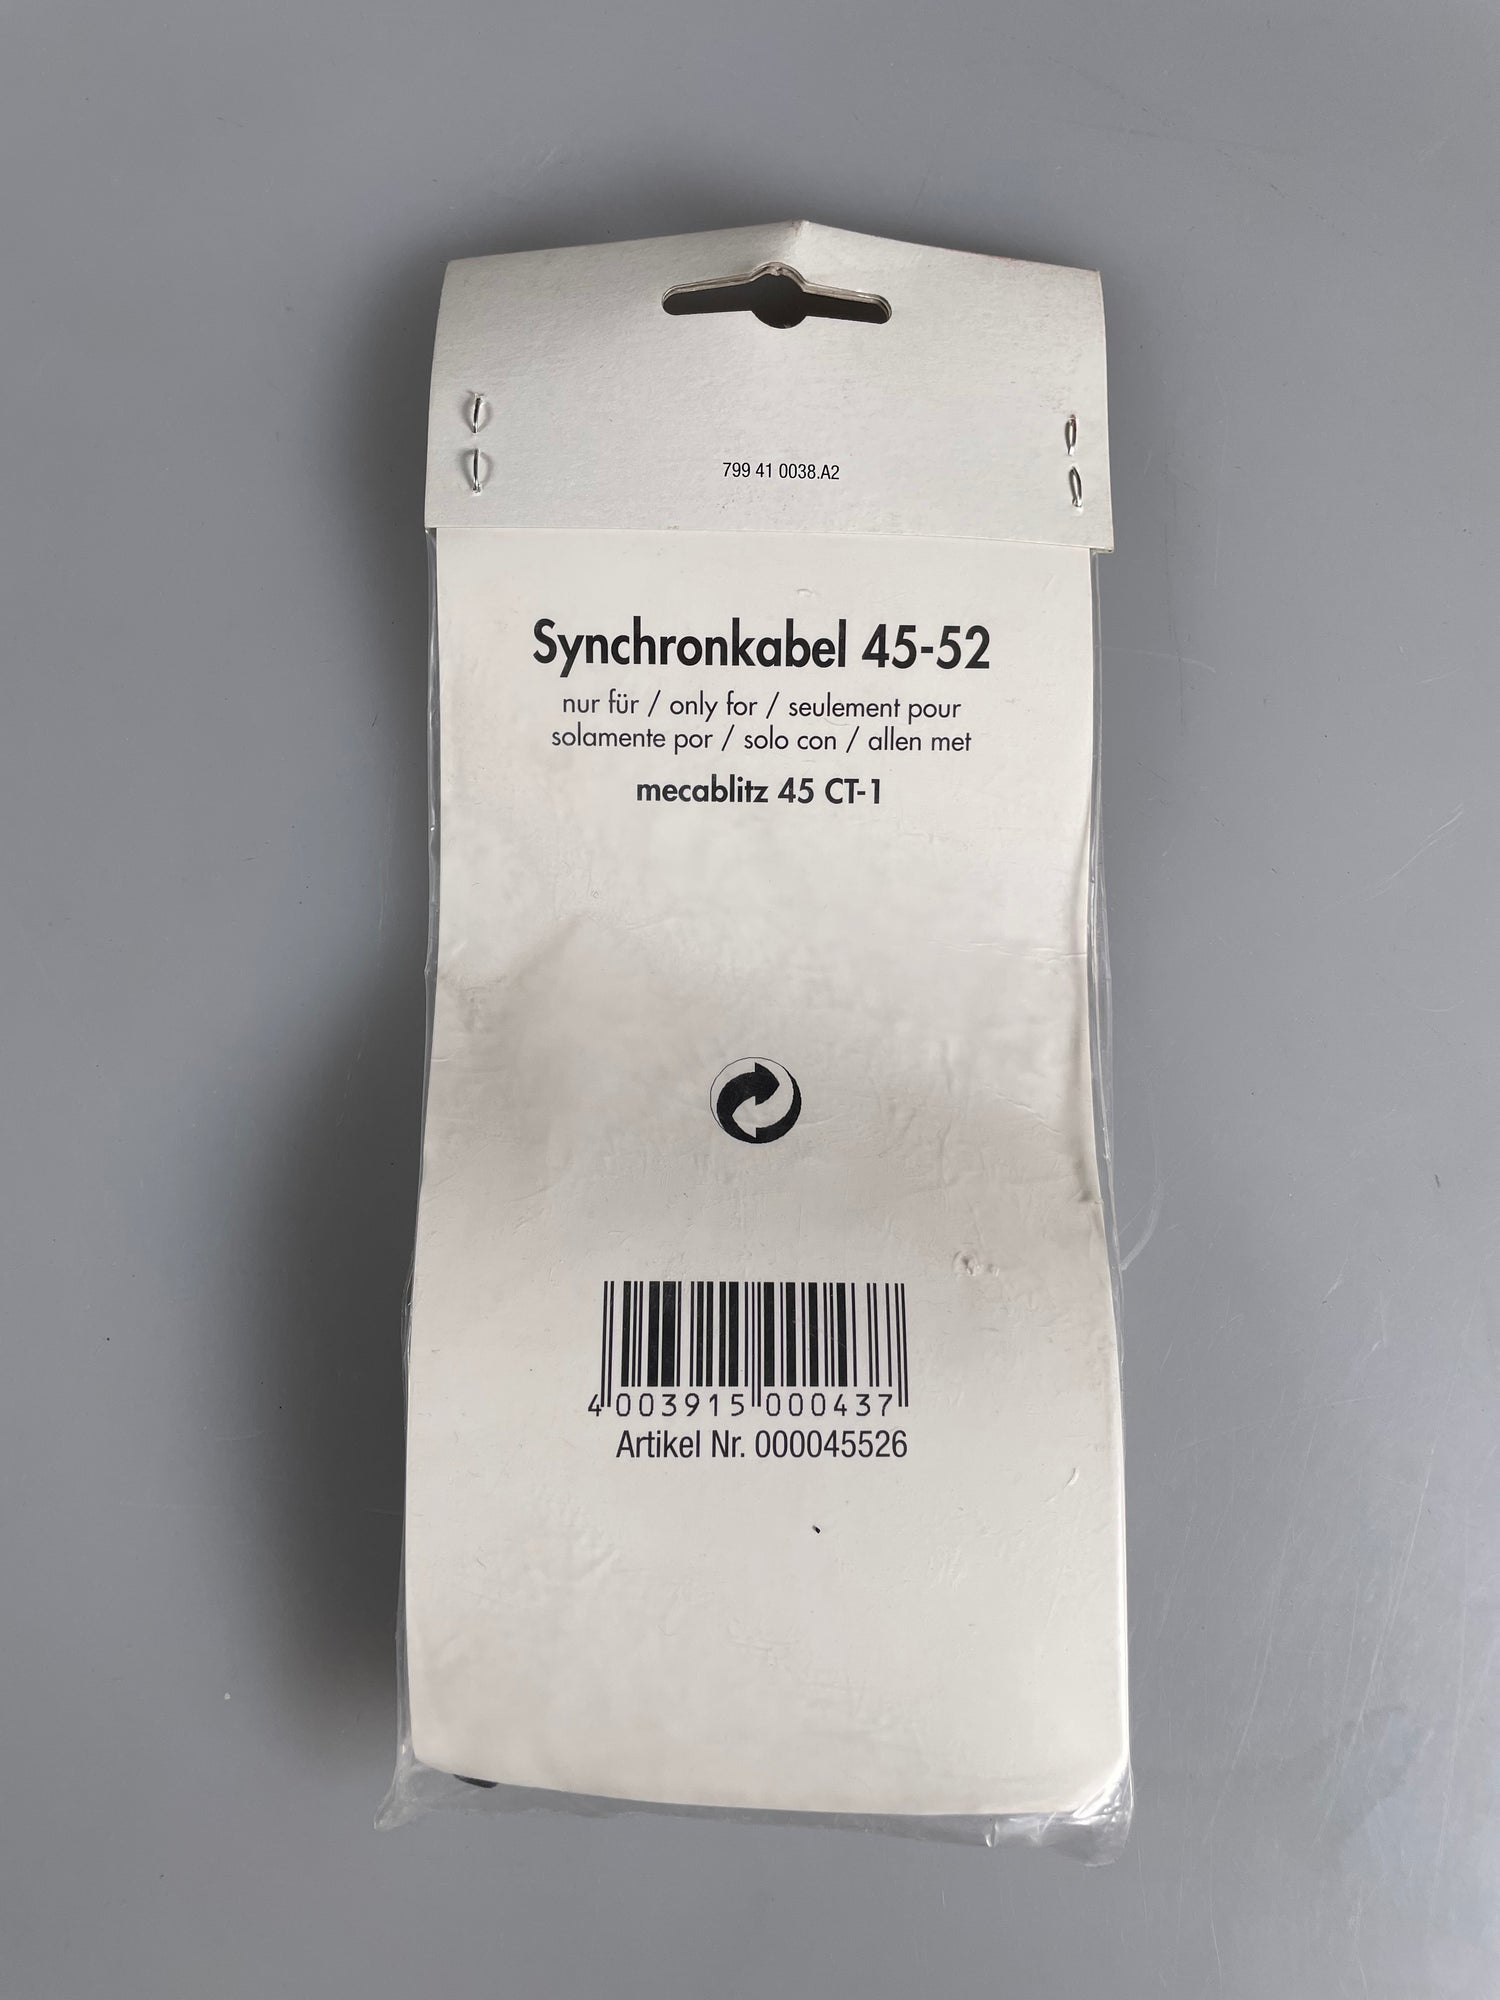 799 41 0038.A2
Synchronkabel 45-52
nur für / only for / seulement pour
solamente por / solo con / allen met
mecablitz 45 CT-1
4 003915 000437
Artikel Nr. 000045526